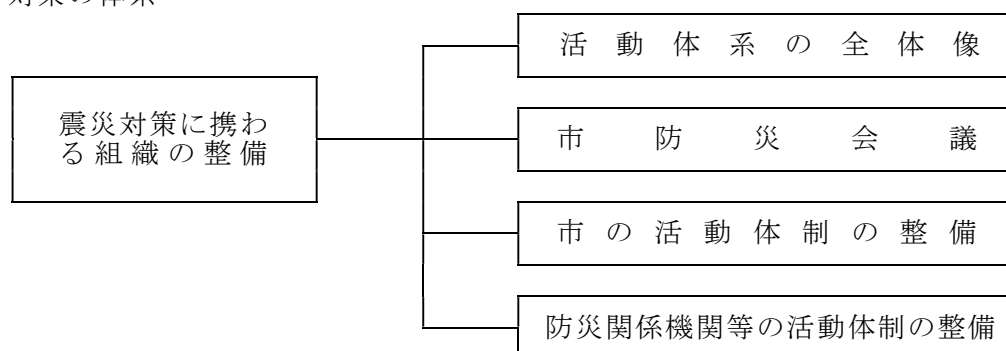 対策の体系
震災対策に携わ
る組織の整備
活動体系の全体像
市防災会議
市の活動体制の整備
防災関係機関等の活動体制の整備